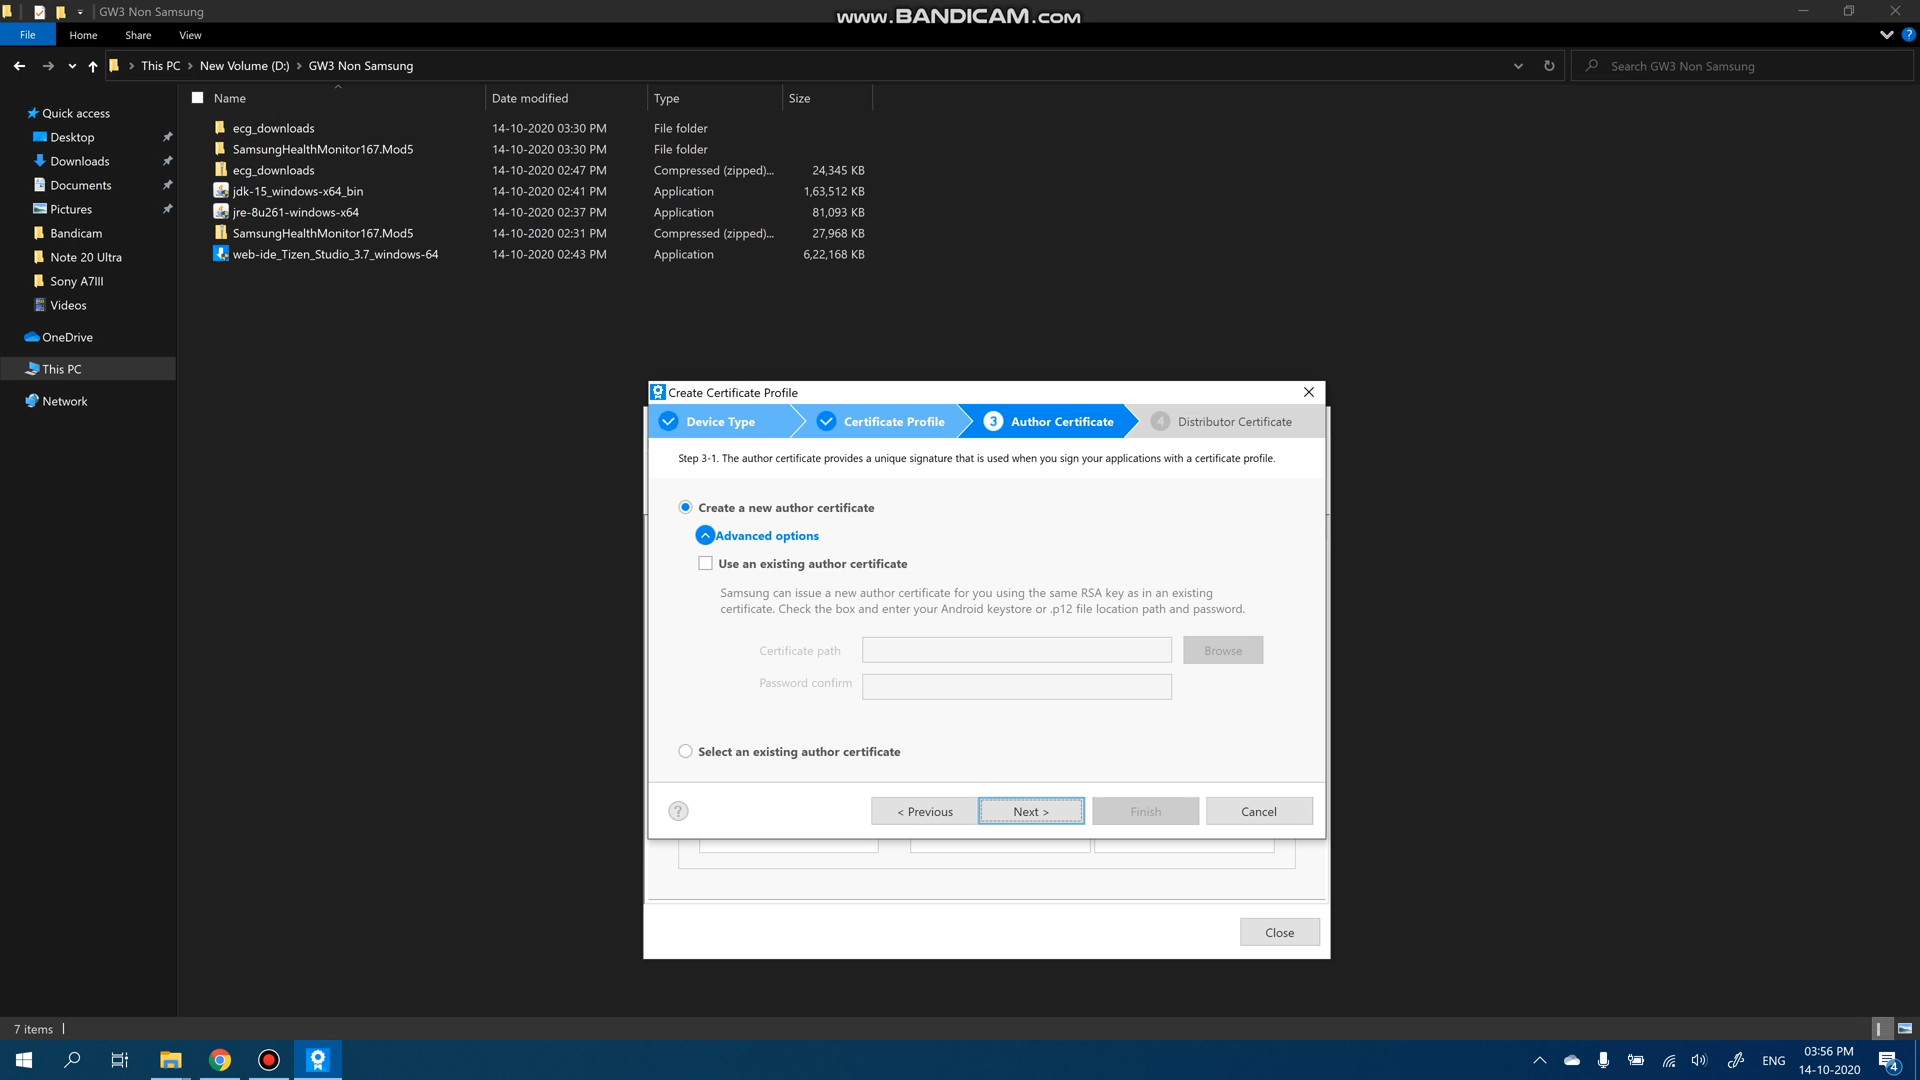 GW3 Non Samsung
www.BANDICAM.com
File
Home
Share
View
?
This PC > New Volume (D:) > GW3 Non Samsung
Search GW3 Non Samsung
Name
Date modified
Type
Size
ecg_downloads 14-10-2020 03:30 PM File folder
SamsungHealthMonitor167.Mod5 14-10-2020 03:30 PM File folder
ecg_downloads 14-10-2020 02:47 PM Compressed (zipped)... 24,345 KB
jdk-15_windows-x64_bin 14-10-2020 02:41 PM Application 1,63,512 KB
jre-8u261-windows-x64 14-10-2020 02:37 PM Application 81,093 KB
SamsungHealthMonitor167.Mod5 14-10-2020 02:31 PM Compressed (zipped)... 27,968 KB
web-ide_Tizen_Studio_3.7_windows-64 14-10-2020 02:43 PM Application 6,22,168 KB
Quick access
Desktop
Downloads
Documents
Pictures
Bandicam
Note 20 Ultra
Sony A7III
Videos
OneDrive
This PC
Network
Create Certificate Profile
Device Type
Certificate Profile
3 Author Certificate
4 Distributor Certificate
Step 3-1. The author certificate provides a unique signature that is used when you sign your applications with a certificate profile.
Create a new author certificate
Advanced options
Use an existing author certificate
Samsung can issue a new author certificate for you using the same RSA key as in an existing
certificate. Check the box and enter your Android keystore or .p12 file location path and password.
Certificate path
Browse
Password confirm
Select an existing author certificate
?
< Previous
Next >
Finish
Cancel
Close
7 items
ENG
03:56 PM
14-10-2020
4